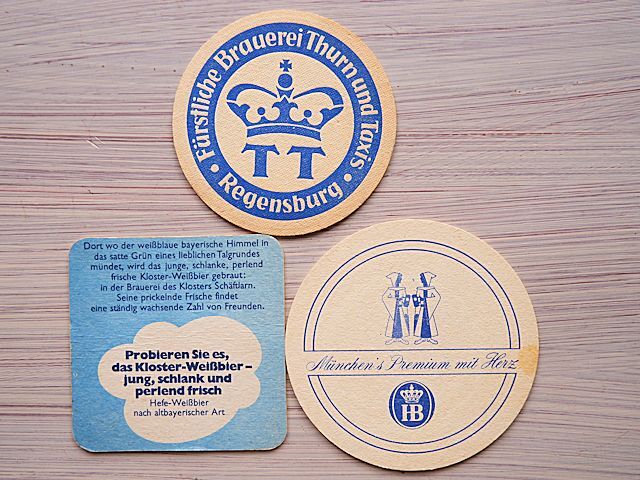 Fürstliche Brauerei Thurn und Taxis
TT
• Regensburg •
Dort wo der weißblaue bayerische Himmel in
das satte Grün eines lieblichen Talgrundes
mündet, wird das junge, schlanke, perlend
frische Kloster-Weißbier gebraut:
in der Brauerei des Klosters Schäftlarn.
Seine prickelnde Frische findet
eine ständig wachsende Zahl von Freunden.
Probieren Sie es,
das Kloster-Weißbier –
jung, schlank und
perlend frisch
Hefe-Weißbier
nach altbayerischer Art
München's Premium mit Herz
HB